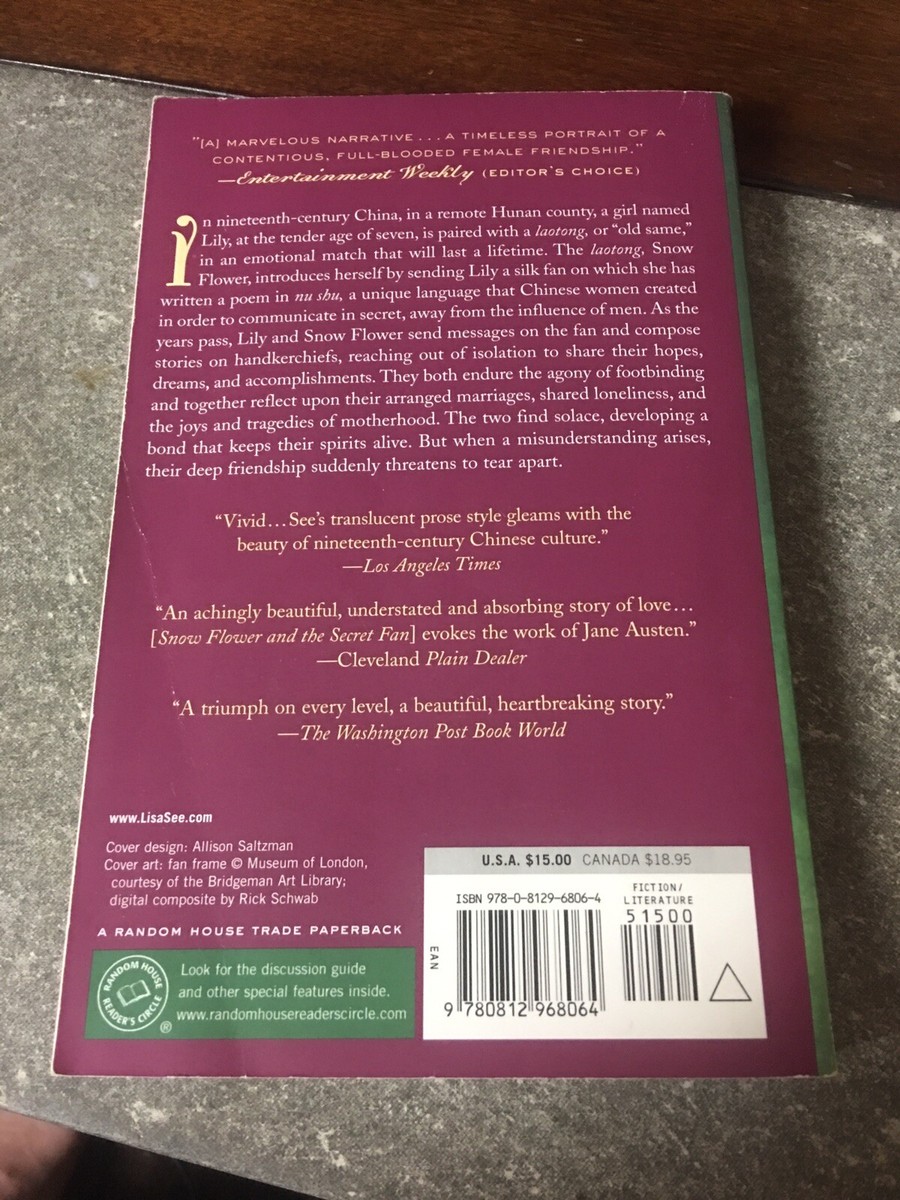 "[A] MARVELOUS NARRATIVE...A TIMELESS PORTRAIT OF A
CONTENTIOUS, FULL-BLOODED FEMALE FRIENDSHIP."
—Entertainment Weekly (EDITOR'S CHOICE)
In nineteenth-century China, in a remote Hunan county, a girl named
Lily, at the tender age of seven, is paired with a laotong, or "old same,"
in an emotional match that will last a lifetime. The laotong, Snow
Flower, introduces herself by sending Lily a silk fan on which she has
written a poem in nu shu, a unique language that Chinese women created
in order to communicate in secret, away from the influence of men. As the
years pass, Lily and Snow Flower send messages on the fan and compose
stories on handkerchiefs, reaching out of isolation to share their hopes,
dreams, and accomplishments. They both endure the agony of footbinding
and together reflect upon their arranged marriages, shared loneliness, and
the joys and tragedies of motherhood. The two find solace, developing a
bond that keeps their spirits alive. But when a misunderstanding arises,
their deep friendship suddenly threatens to tear apart.
"Vivid...See's translucent prose style gleams with the
beauty of nineteenth-century Chinese culture."
—Los Angeles Times
"An achingly beautiful, understated and absorbing story of love...
[Snow Flower and the Secret Fan] evokes the work of Jane Austen."
—Cleveland Plain Dealer
"A triumph on every level, a beautiful, heartbreaking story."
—The Washington Post Book World
www.LisaSee.com
Cover design: Allison Saltzman
Cover art: fan frame © Museum of London,
courtesy of the Bridgeman Art Library;
digital composite by Rick Schwab
A RANDOM HOUSE TRADE PAPERBACK
RANDOM HOUSE READER'S CIRCLE ®
Look for the discussion guide
and other special features inside.
www.randomhousereaderscircle.com
U.S.A. $15.00 CANADA $18.95
ISBN 978-0-8129-6806-4
FICTION/
LITERATURE
51500
EAN
9 780812 968064